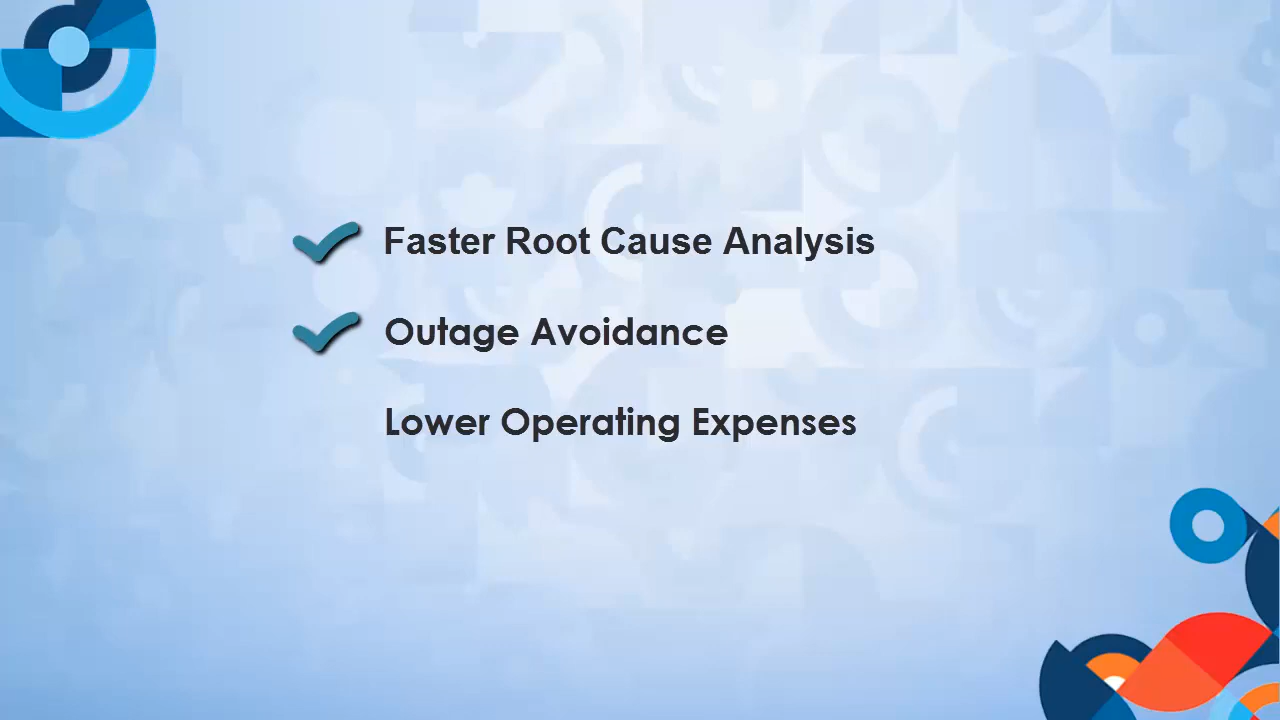 Faster Root Cause Analysis
Outage Avoidance
Lower Operating Expenses